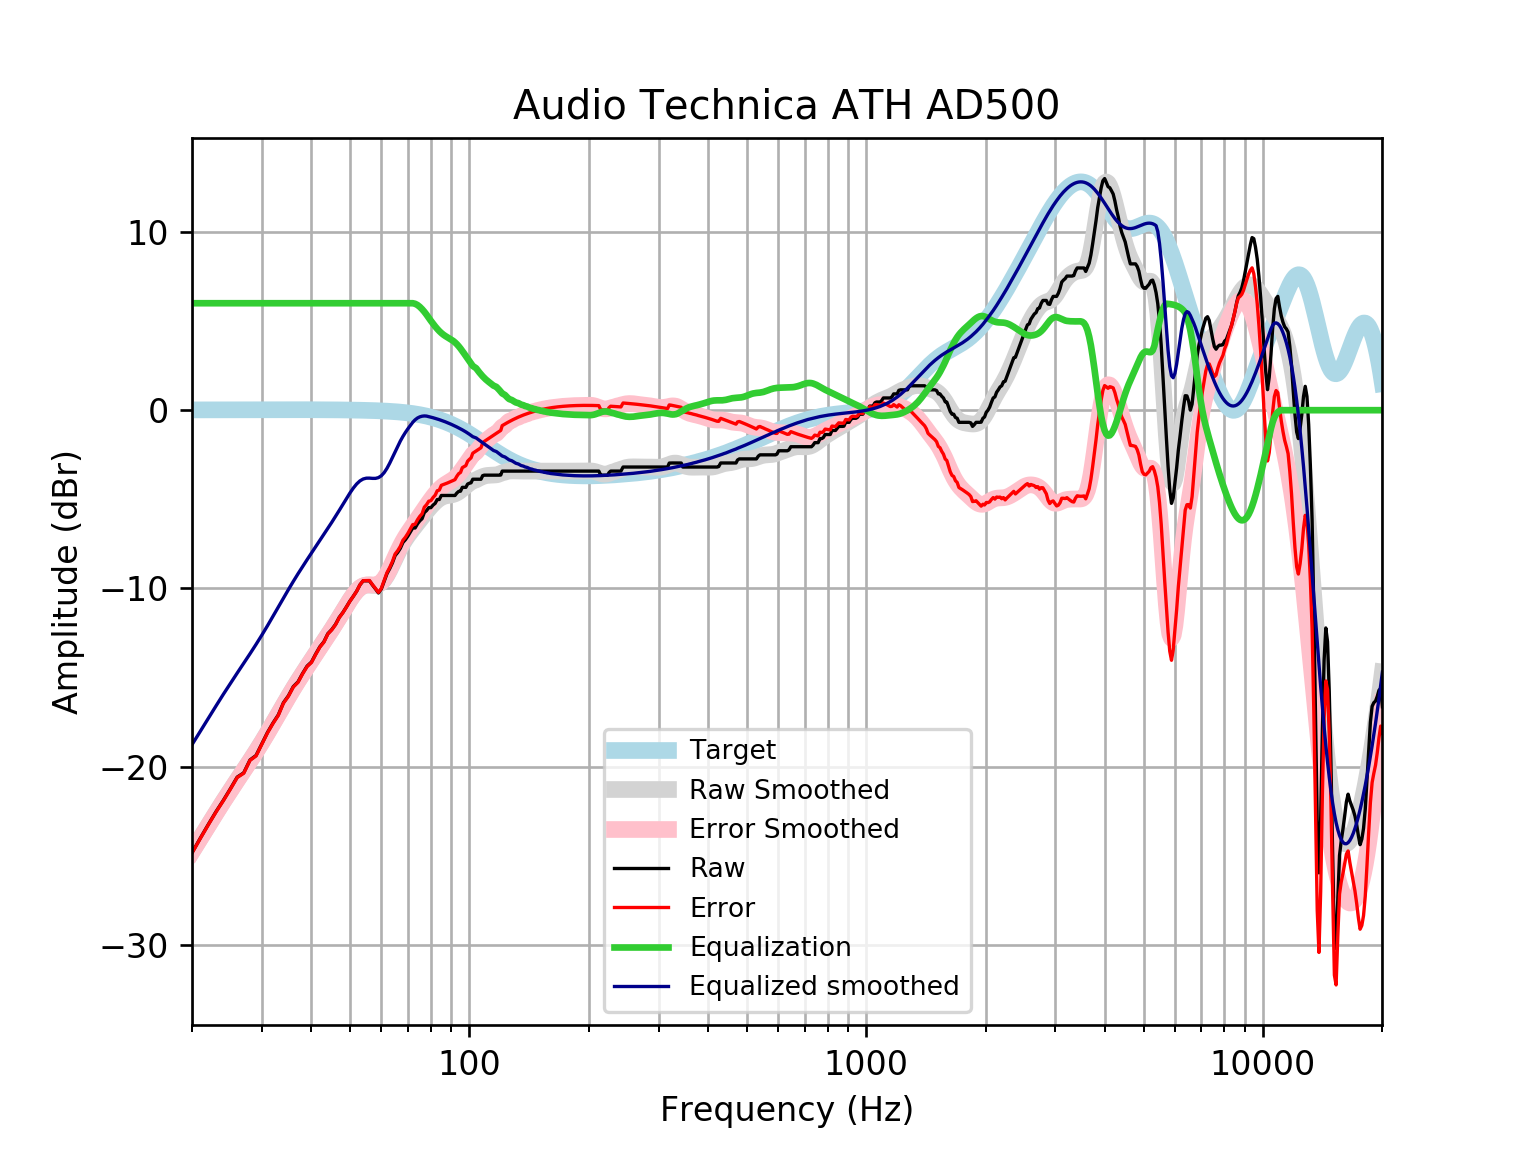 Audio Technica ATH AD500
Amplitude (dBr)
10
0
−10
−20
−30
Target
Raw Smoothed
Error Smoothed
Raw
Error
Equalization
Equalized smoothed
100 1000 10000
Frequency (Hz)